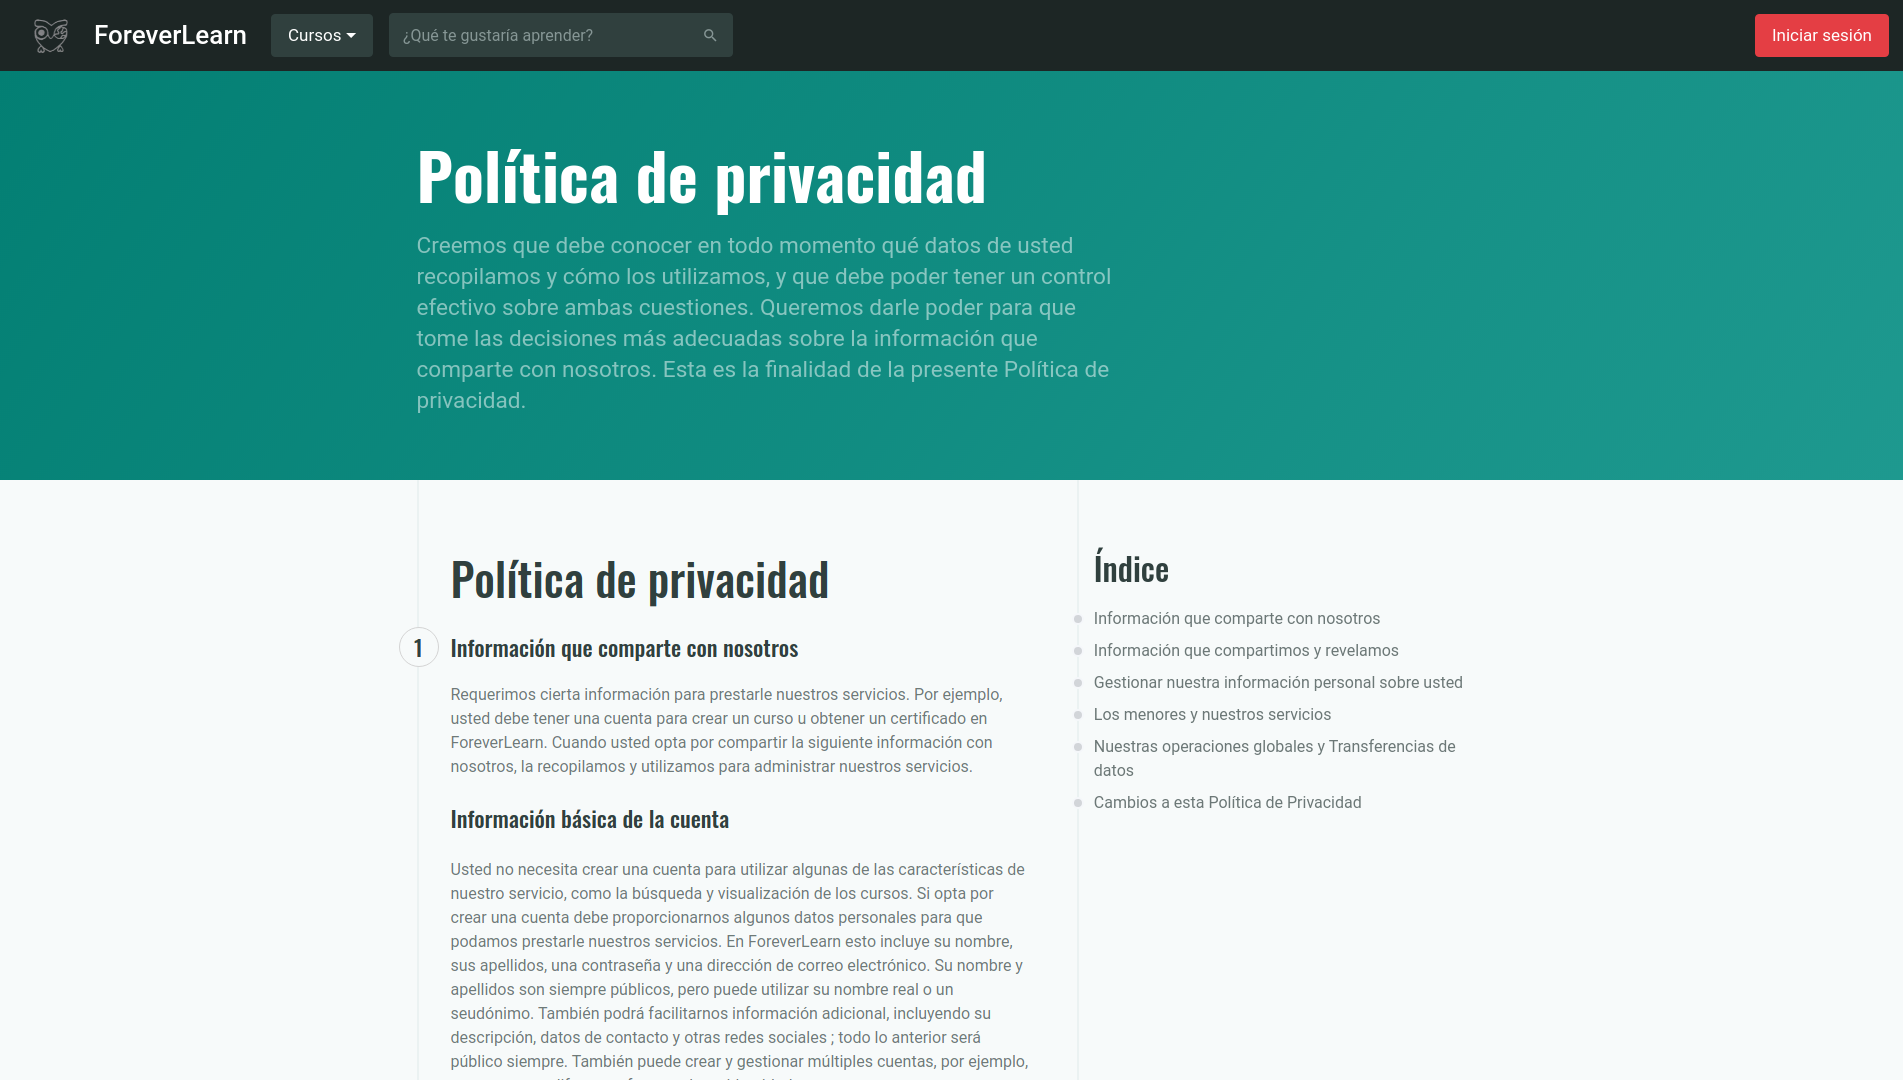 ForeverLearn
Cursos
¿Qué te gustaría aprender?
Iniciar sesión
Política de privacidad
Creemos que debe conocer en todo momento qué datos de usted
recopilamos y cómo los utilizamos, y que debe poder tener un control
efectivo sobre ambas cuestiones. Queremos darle poder para que
tome las decisiones más adecuadas sobre la información que
comparte con nosotros. Esta es la finalidad de la presente Política de
privacidad.
Política de privacidad
1
Información que comparte con nosotros
Requerimos cierta información para prestarle nuestros servicios. Por ejemplo,
usted debe tener una cuenta para crear un curso u obtener un certificado en
ForeverLearn. Cuando usted opta por compartir la siguiente información con
nosotros, la recopilamos y utilizamos para administrar nuestros servicios.
Información básica de la cuenta
Usted no necesita crear una cuenta para utilizar algunas de las características de
nuestro servicio, como la búsqueda y visualización de los cursos. Si opta por
crear una cuenta debe proporcionarnos algunos datos personales para que
podamos prestarle nuestros servicios. En ForeverLearn esto incluye su nombre,
sus apellidos, una contraseña y una dirección de correo electrónico. Su nombre y
apellidos son siempre públicos, pero puede utilizar su nombre real o un
seudónimo. También podrá facilitarnos información adicional, incluyendo su
descripción, datos de contacto y otras redes sociales ; todo lo anterior será
público siempre. También puede crear y gestionar múltiples cuentas, por ejemplo,
Índice
Información que comparte con nosotros
Información que compartimos y revelamos
Gestionar nuestra información personal sobre usted
Los menores y nuestros servicios
Nuestras operaciones globales y Transferencias de
datos
Cambios a esta Política de Privacidad